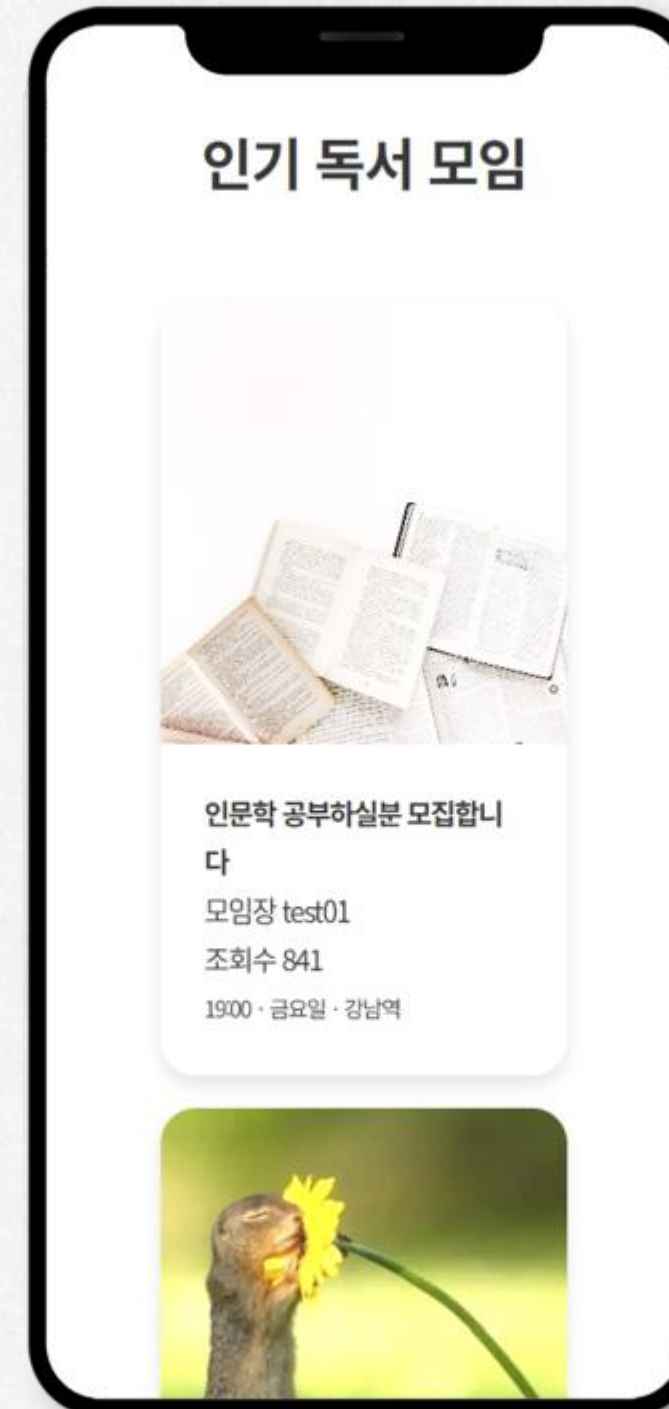 인기 독서 모임
인문학 공부하실분 모집합니
다
모임장 test01
조회수 841
19:00 · 금요일 · 강남역